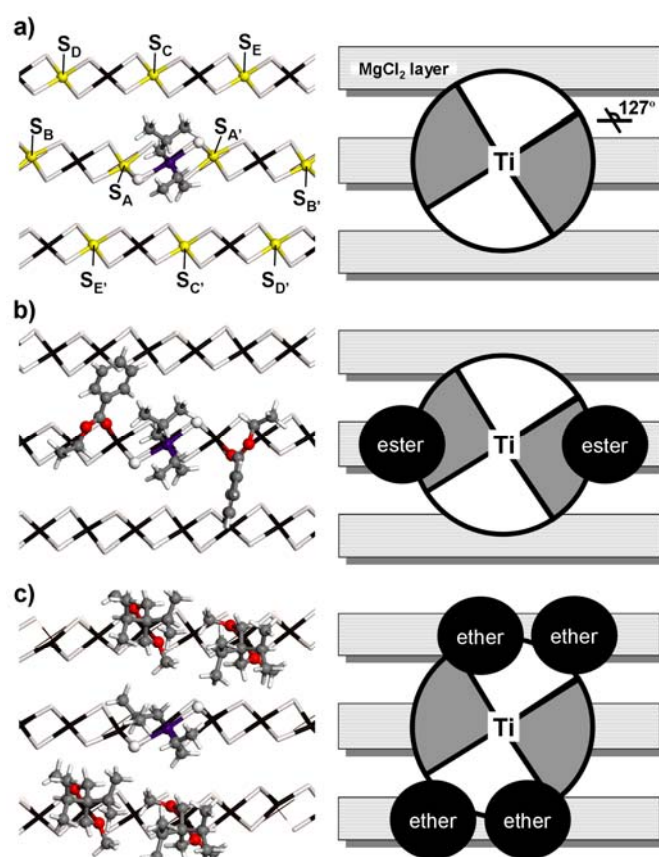 a)
S_D S_C S_E
S_B S_A'
S_A S_B'
S_E' S_C' S_D'
MgCl₂ layer
127°
Ti
b)
ester Ti ester
c)
ether ether
Ti
ether ether